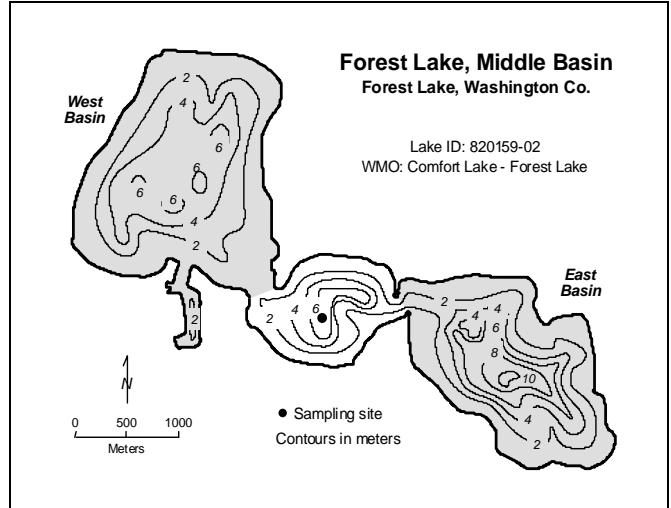 Forest Lake, Middle Basin
Forest Lake, Washington Co.
Lake ID: 820159-02
WMO: Comfort Lake - Forest Lake
West
Basin
2
4
6
6
6
6
4
2
2
East
Basin
2
4
6
2
4
4
6
8
10
4
2
N
0 500 1000
Meters
Sampling site
Contours in meters